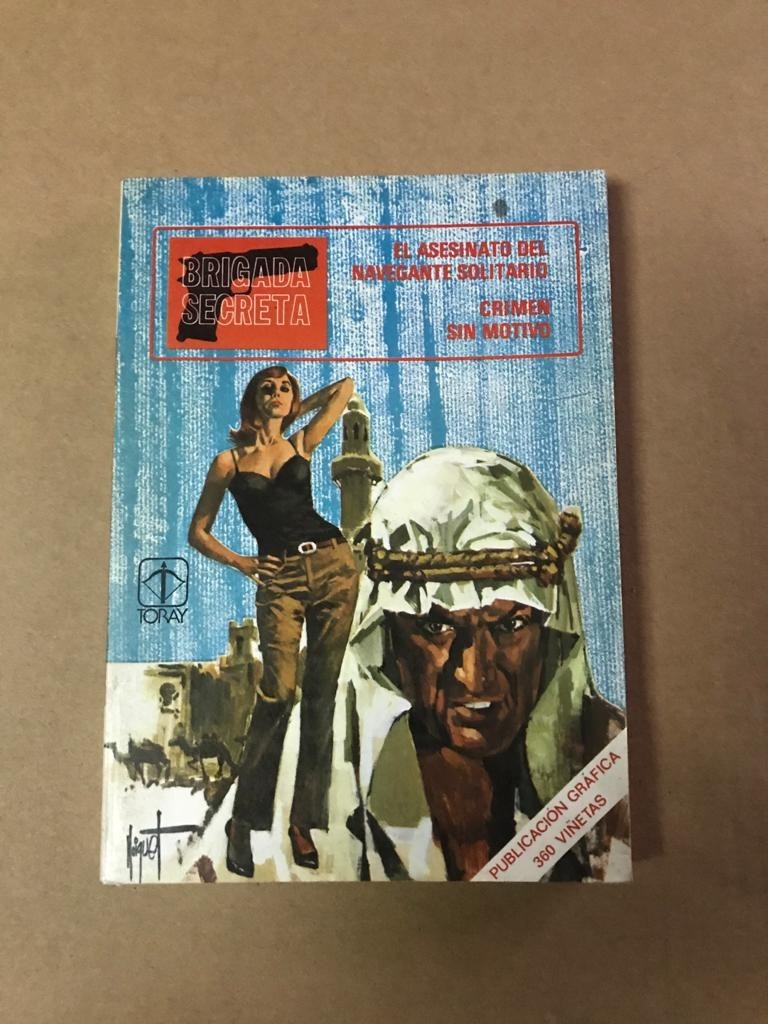 BRIGADA
SECRETA
EL ASESINATO DEL
NAVEGANTE SOLITARIO
CRIMEN
SIN MOTIVO
TORAY
PUBLICACIÓN GRÁFICA
360 VIÑETAS